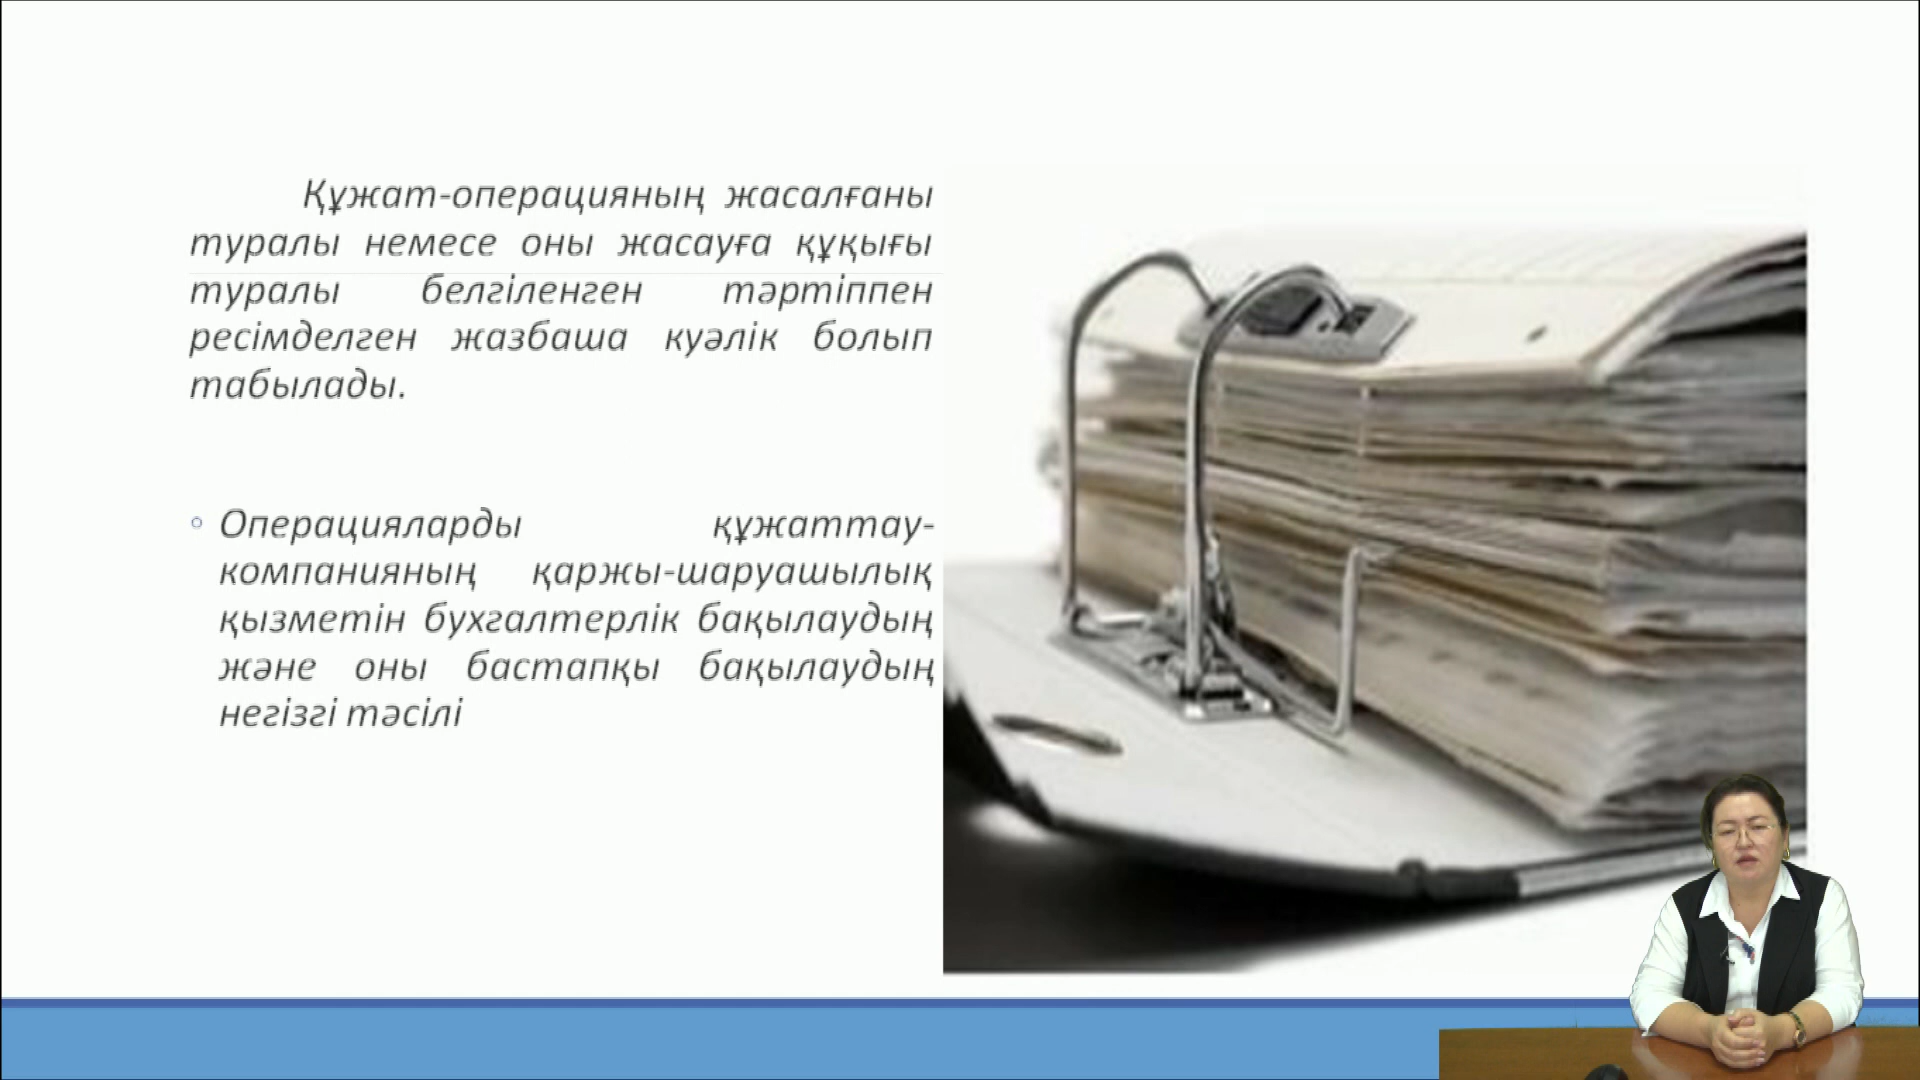 Құжат-операцияның жасалғаны
туралы немесе оны жасауға құқығы
туралы белгіленген тәртіппен
ресімделген жазбаша куәлік болып
табылады.
Операцияларды құжаттау-
компанияның қаржы-шаруашылық
қызметін бухгалтерлік бақылаудың
және оны бастапқы бақылаудың
негізгі тәсілі